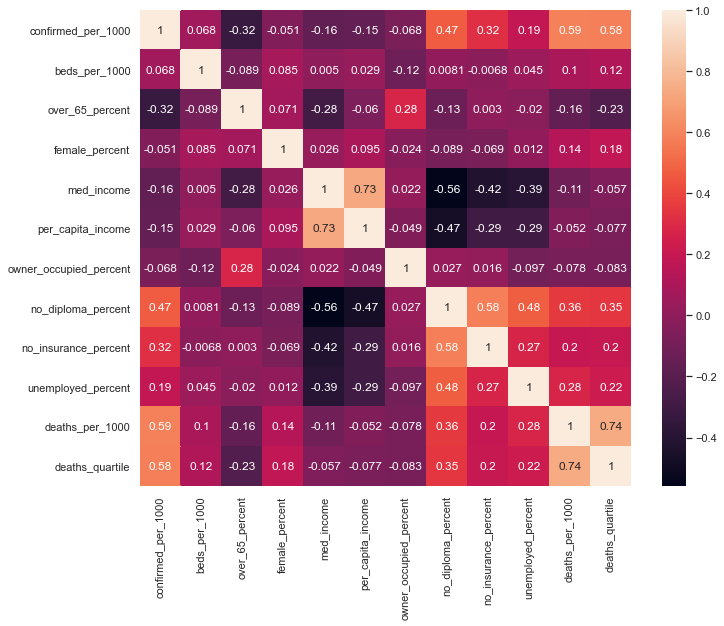 confirmed_per_1000 1 0.068 -0.32 -0.051 -0.16 -0.15 -0.068 0.47 0.32 0.19 0.59 0.58
beds_per_1000 0.068 1 -0.089 0.085 0.005 0.029 -0.12 0.0081 -0.0068 0.045 0.1 0.12
over_65_percent -0.32 -0.089 1 0.071 -0.28 -0.06 0.28 -0.13 0.003 -0.02 -0.16 -0.23
female_percent -0.051 0.085 0.071 1 0.026 0.095 -0.024 -0.089 -0.069 0.012 0.14 0.18
med_income -0.16 0.005 -0.28 0.026 1 0.73 0.022 -0.56 -0.42 -0.39 -0.11 -0.057
per_capita_income -0.15 0.029 -0.06 0.095 0.73 1 -0.049 -0.47 -0.29 -0.29 -0.052 -0.077
owner_occupied_percent -0.068 -0.12 0.28 -0.024 0.022 -0.049 1 0.027 0.016 -0.097 -0.078 -0.083
no_diploma_percent 0.47 0.0081 -0.13 -0.089 -0.56 -0.47 0.027 1 0.58 0.48 0.36 0.35
no_insurance_percent 0.32 -0.0068 0.003 -0.069 -0.42 -0.29 0.016 0.58 1 0.27 0.2 0.2
unemployed_percent 0.19 0.045 -0.02 0.012 -0.39 -0.29 -0.097 0.48 0.27 1 0.28 0.22
deaths_per_1000 0.59 0.1 -0.16 0.14 -0.11 -0.052 -0.078 0.36 0.2 0.28 1 0.74
deaths_quartile 0.58 0.12 -0.23 0.18 -0.057 -0.077 -0.083 0.35 0.2 0.22 0.74 1
confirmed_per_1000
beds_per_1000
over_65_percent
female_percent
med_income
per_capita_income
owner_occupied_percent
no_diploma_percent
no_insurance_percent
unemployed_percent
deaths_per_1000
deaths_quartile
1.0
0.8
0.6
0.4
0.2
0.0
−0.2
−0.4